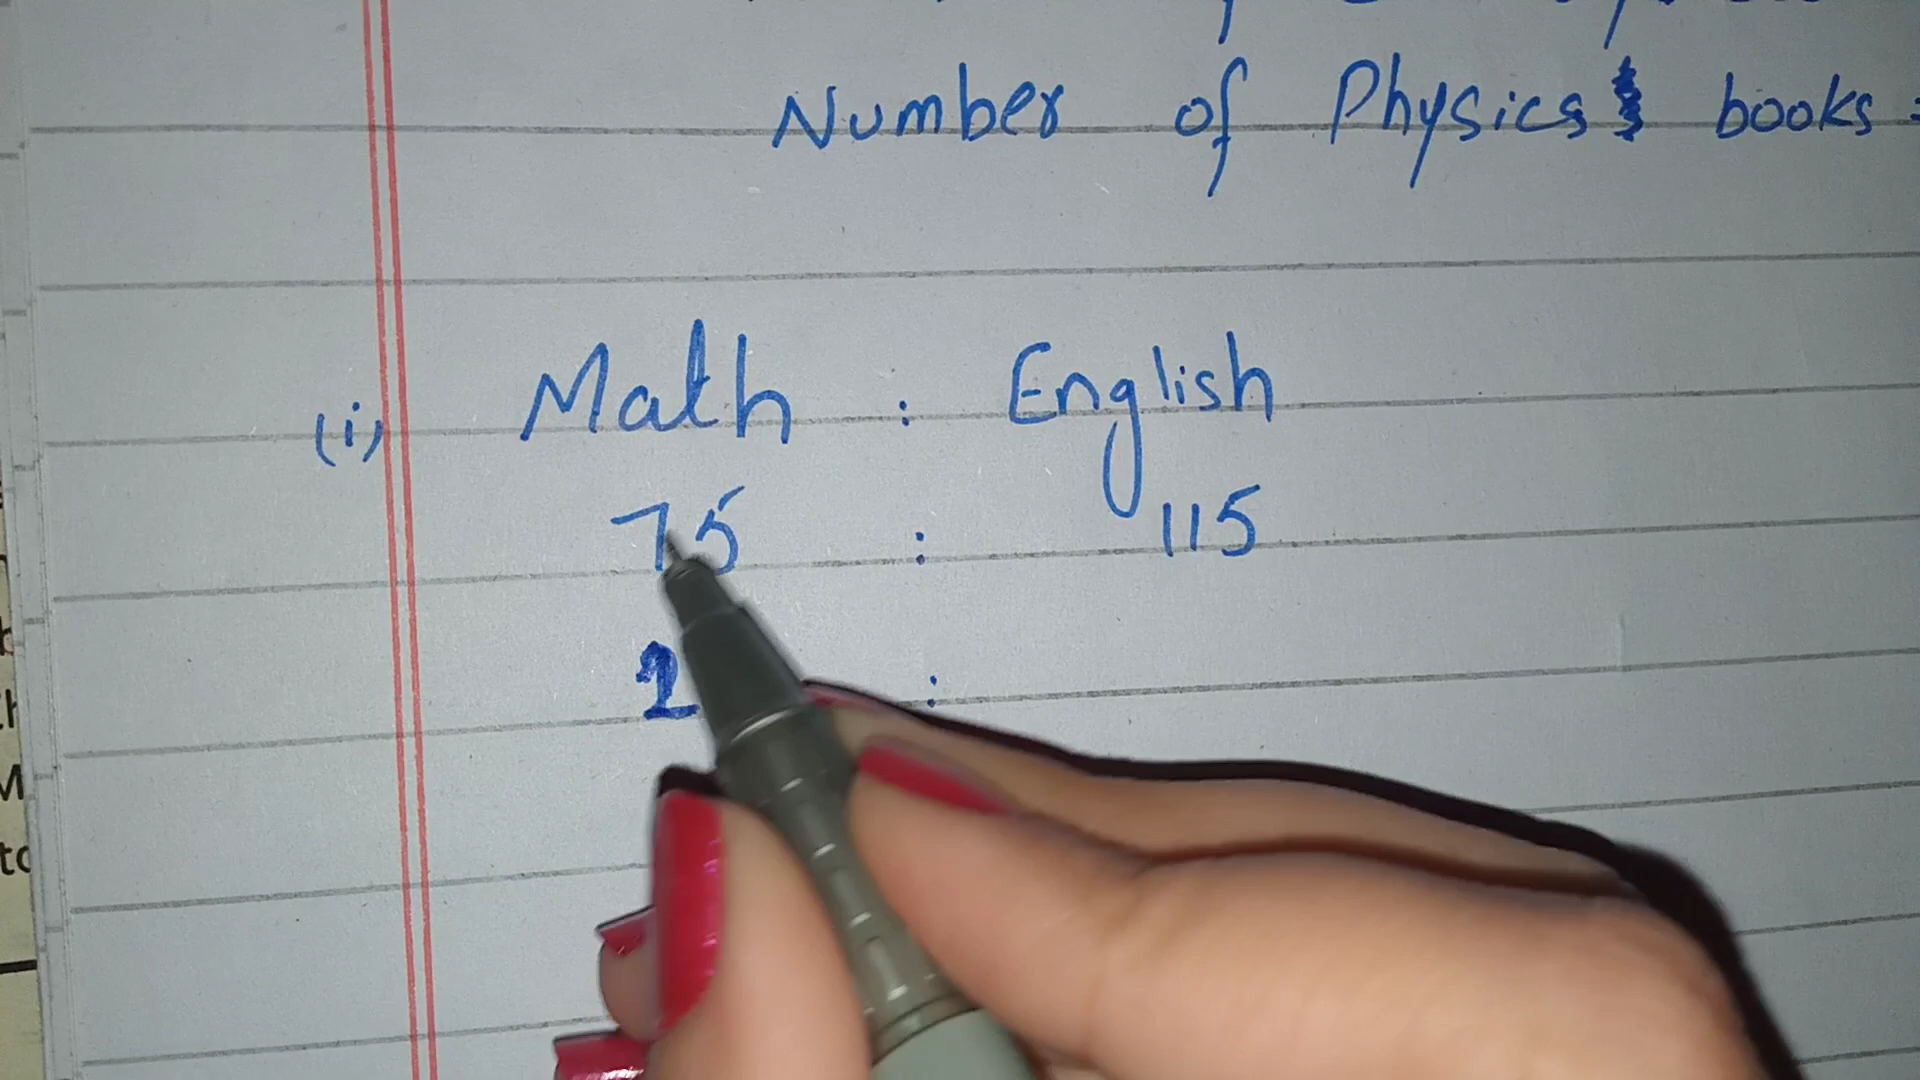 Number of Physics books =
(i) Math : English
75 : 115
2 :